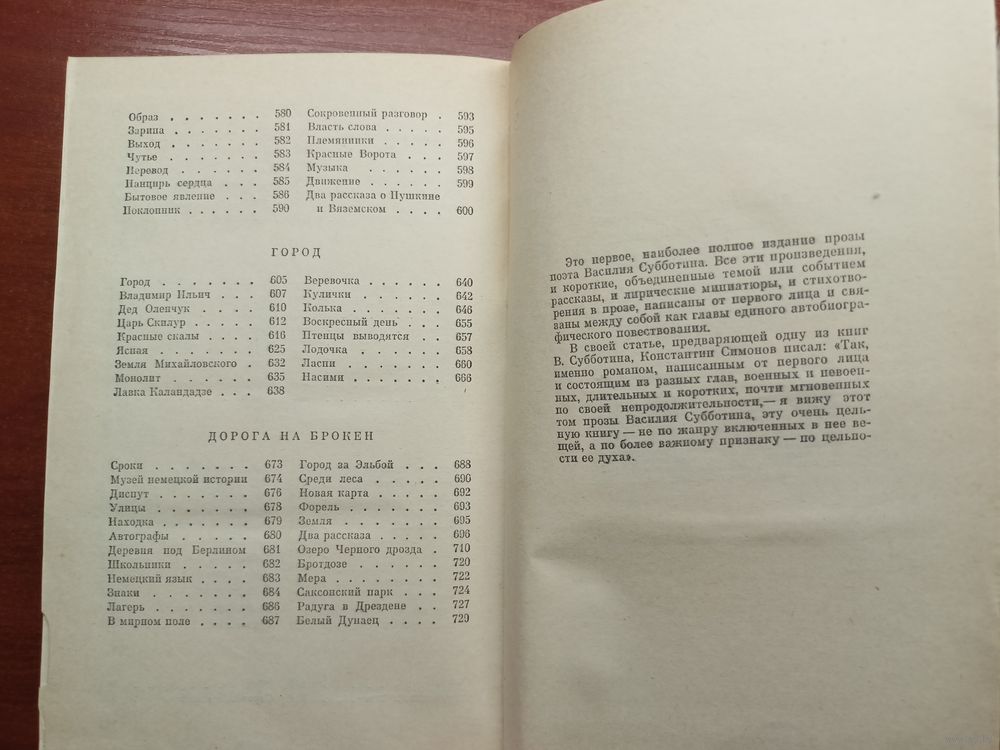 Образ . . . . . . . 580
Зарина . . . . . . . 581
Выход . . . . . . . 582
Чутье . . . . . . . 583
Перевод . . . . . . 584
Панцирь сердца . . . 585
Бытовое явление . . . 586
Поклонник . . . . . . 590
Сокровенный разговор . 593
Власть слова . . . . . 595
Племянники . . . . . 596
Красные Ворота . . . 597
Музыка . . . . . . 598
Движение . . . . . . 599
Два рассказа о Пушкине
и Вяземском . . . . 600
ГОРОД
Город . . . . . . . 605
Владимир Ильич . . . 607
Дед Оленчук . . . . 610
Царь Скилур . . . . . 612
Красные скалы . . . . 616
Ясная . . . . . . . 625
Земля Михайловского . 632
Монолит . . . . . . 635
Лавка Каландадзе . . . 638
Веревочка . . . . . . 640
Кулички . . . . . . 642
Колька . . . . . . . 646
Воскресный день . . . 655
Птенцы выводятся . . 657
Лодочка . . . . . . 658
Ласпи . . . . . . . 660
Насими . . . . . . . 666
ДОРОГА НА БРОКЕН
Сроки . . . . . . . 673
Музей немецкой истории 674
Диспут . . . . . . . 676
Улицы . . . . . . . 678
Находка . . . . . . . 679
Автографы . . . . . 680
Деревня под Берлином 681
Школьники . . . . . 682
Немецкий язык . . . . 683
Знаки . . . . . . . 684
Лагерь . . . . . . . 686
В мирном поле . . . . 687
Город за Эльбой . . . 688
Среди леса . . . . . 690
Новая карта . . . . . 692
Форель . . . . . . . 693
Земля . . . . . . . 695
Два рассказа . . . . . 696
Озеро Черного дрозда . 710
Бротдозе . . . . . . 720
Мера . . . . . . . . 722
Саксонский парк . . . 724
Радуга в Дрездене . . 727
Белый Дунаец . . . . 729
Это первое, наиболее полное издание прозы
поэта Василия Субботина. Все эти произведения,
и короткие, объединенные темой или событием
рассказы, и лирические миниатюры, и стихотво-
рения в прозе, написаны от первого лица и свя-
заны между собой как главы единого автобиогра-
фического повествования.
В своей статье, предваряющей одну из книг
В. Субботина, Константин Симонов писал: «Так,
именно романом, написанным от первого лица
и состоящим из разных глав, военных и невоен-
ных, длительных и коротких, почти мгновенных
по своей непродолжительности,— я вижу этот
том прозы Василия Субботина, эту очень цель-
ную книгу — не по жанру включенных в нее ве-
щей, а по более важному признаку — по цельно-
сти ее духа».